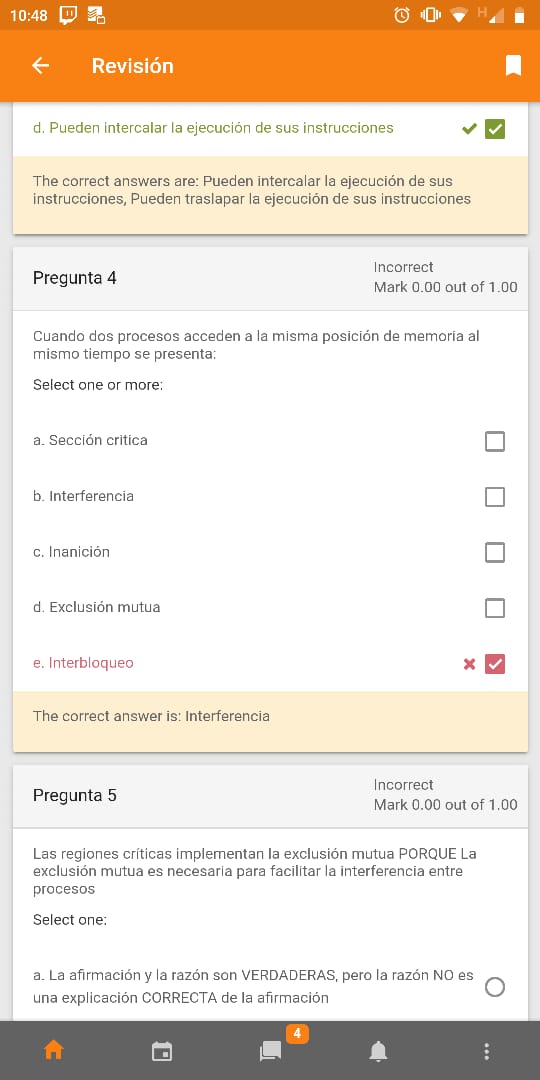 10:48
H
Revisión
d. Pueden intercalar la ejecución de sus instrucciones
The correct answers are: Pueden intercalar la ejecución de sus
instrucciones, Pueden traslapar la ejecución de sus instrucciones
Pregunta 4
Incorrect
Mark 0.00 out of 1.00
Cuando dos procesos acceden a la misma posición de memoria al
mismo tiempo se presenta:
Select one or more:
a. Sección critica
b. Interferencia
c. Inanición
d. Exclusión mutua
e. Interbloqueo
The correct answer is: Interferencia
Pregunta 5
Incorrect
Mark 0.00 out of 1.00
Las regiones críticas implementan la exclusión mutua PORQUE La
exclusión mutua es necesaria para facilitar la interferencia entre
procesos
Select one:
a. La afirmación y la razón son VERDADERAS, pero la razón NO es
una explicación CORRECTA de la afirmación
4